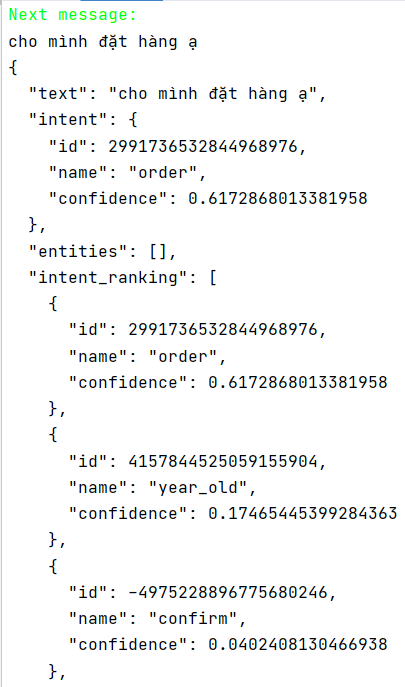 Next message:
cho mình đặt hàng ạ
{
  "text": "cho mình đặt hàng ạ",
  "intent": {
    "id": 2991736532844968976,
    "name": "order",
    "confidence": 0.6172868013381958
  },
  "entities": [],
  "intent_ranking": [
    {
      "id": 2991736532844968976,
      "name": "order",
      "confidence": 0.6172868013381958
    },
    {
      "id": 4157844525059155904,
      "name": "year_old",
      "confidence": 0.17465445399284363
    },
    {
      "id": -4975228896775680246,
      "name": "confirm",
      "confidence": 0.0402408130466938
    },